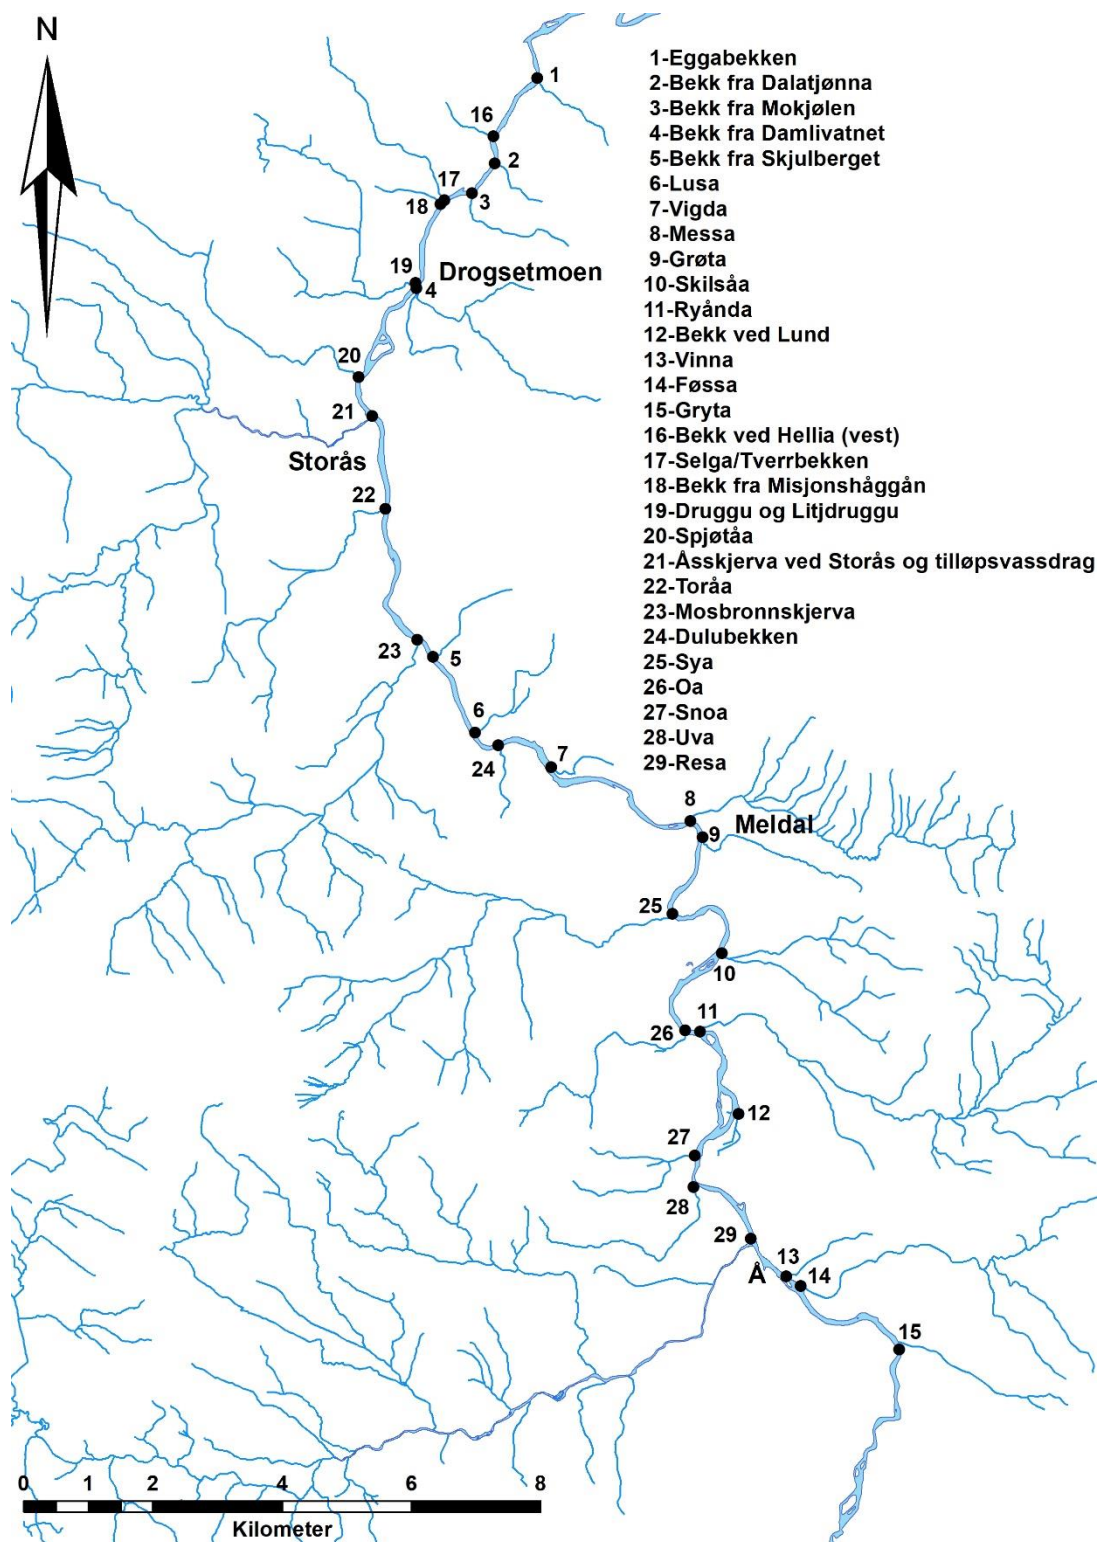 N
1-Eggabekken
2-Bekk fra Dalatjønna
3-Bekk fra Mokjølen
4-Bekk fra Damlivatnet
5-Bekk fra Skjulberget
6-Lusa
7-Vigda
8-Messa
9-Grøta
10-Skilsåa
11-Ryånda
12-Bekk ved Lund
13-Vinna
14-Føssa
15-Gryta
16-Bekk ved Hellia (vest)
17-Selga/Tverrbekken
18-Bekk fra Misjonshåggån
19-Druggu og Litjdruggu
20-Spjøtåa
21-Åsskjerva ved Storås og tilløpsvassdrag
22-Toråa
23-Mosbronnskjerva
24-Dulubekken
25-Sya
26-Oa
27-Snoa
28-Uva
29-Resa
1
16
2
17
3
18
19
Drogsetmoen
4
20
21
Storås
22
23
5
6
24
7
8
Meldal
9
25
10
11
26
12
27
28
29
13
Å
14
15
0 1 2 4 6 8
Kilometer